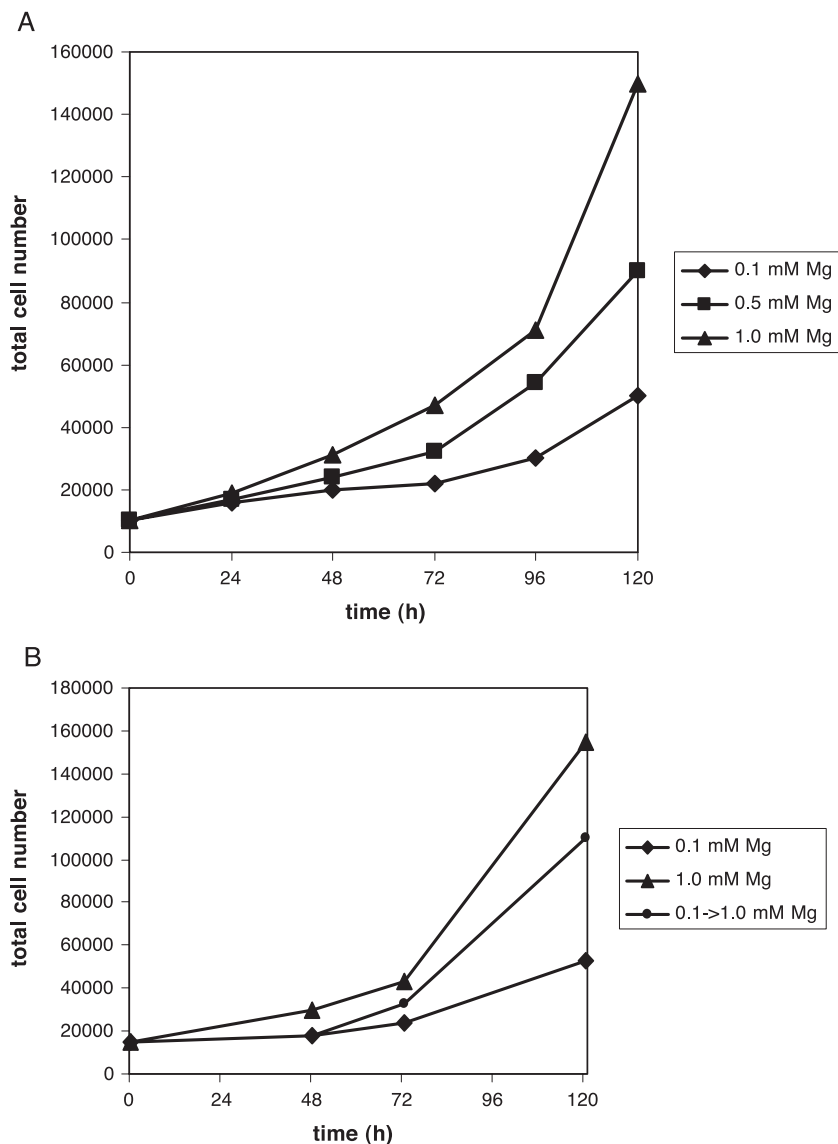 A
160000
140000
120000
100000
80000
60000
40000
20000
0
total cell number
0 24 48 72 96 120
time (h)
0.1 mM Mg
0.5 mM Mg
1.0 mM Mg
B
180000
160000
140000
120000
100000
80000
60000
40000
20000
0
total cell number
0 24 48 72 96 120
time (h)
0.1 mM Mg
1.0 mM Mg
0.1->1.0 mM Mg